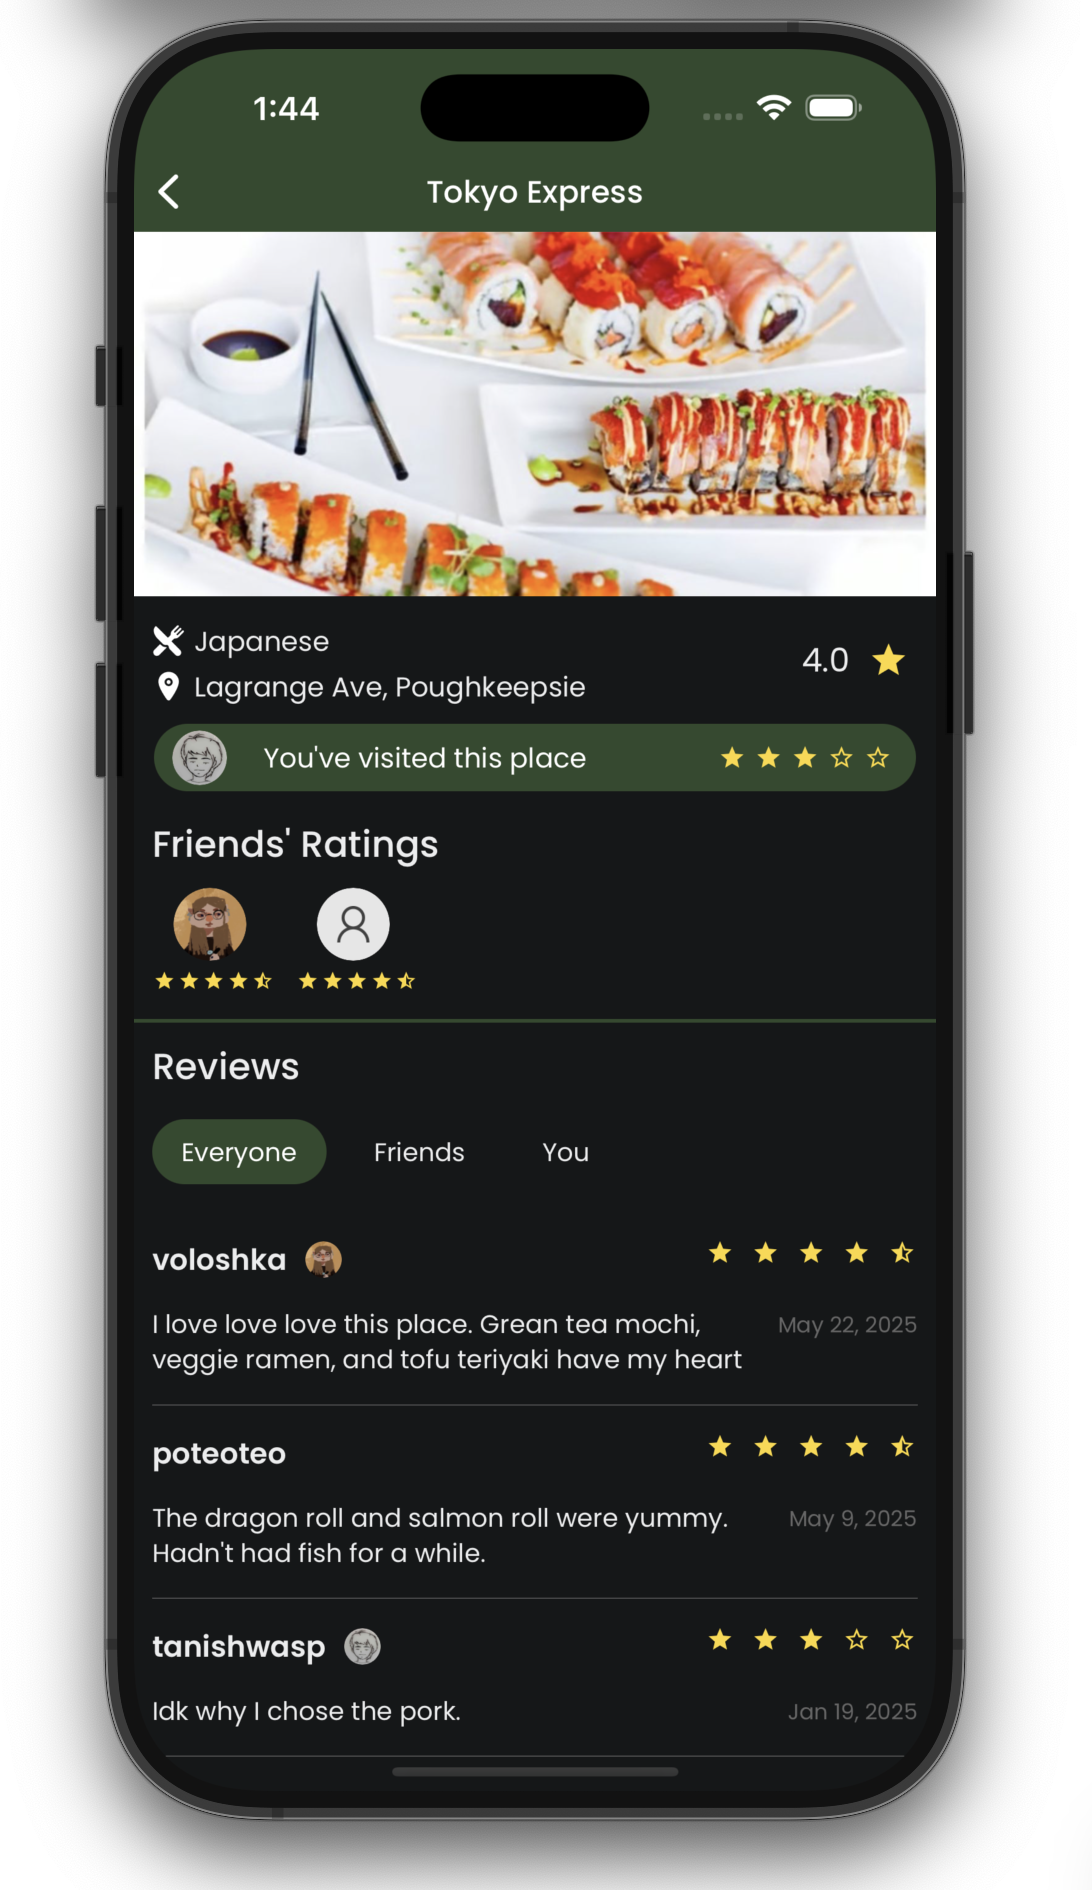 1:44
Tokyo Express
Japanese
4.0
Lagrange Ave, Poughkeepsie
You've visited this place
Friends' Ratings
Reviews
Everyone Friends You
voloshka
I love love love this place. Grean tea mochi, May 22, 2025
veggie ramen, and tofu teriyaki have my heart
poteoteo
The dragon roll and salmon roll were yummy. May 9, 2025
Hadn't had fish for a while.
tanishwasp
Idk why I chose the pork. Jan 19, 2025